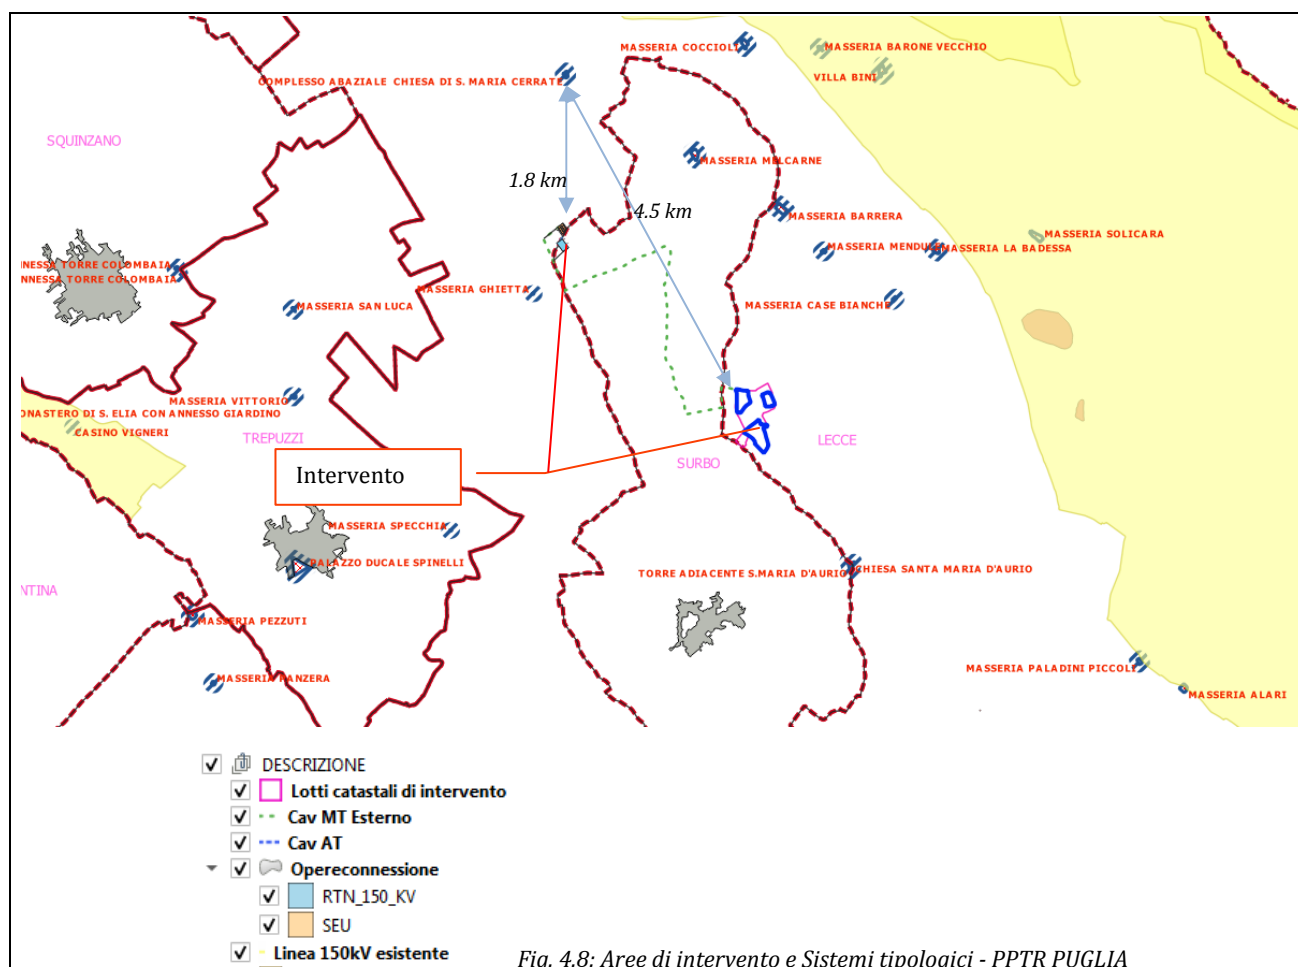 MASSERIA COCCIOLI
MASSERIA BARONE VECCHIO
COMPLESSO ABAZIALE CHIESA DI S. MARIA CERRATE
VILLA BINI
SQUINZANO
MASSERIA MELCARNE
1.8 km
4.5 km
MASSERIA BARRERA
MASSERIA SOLICARA
MASSERIA LA BADESSA
NNESSA TORRE COLOMBAIA
NNESSA TORRE COLOMBAIA
MASSERIA GHIETTA
MASSERIA SAN LUCA
MASSERIA CASE BIANCHE
MASSERIA VITTORIO
ONASTERO DI S. ELIA CON ANNESSO GIARDINO
CASINO VIGNERI
TREPUZZI
LECCE
SURBO
Intervento
MASSERIA SPECCHIA
PALAZZO DUCALE SPINELLI
TORRE ADIACENTE S.MARIA D'AURIO
CHIESA SANTA MARIA D'AURIO
NTINA
MASSERIA PEZZUTI
MASSERIA PANZERA
MASSERIA PALADINI PICCOLI
MASSERIA ALARI
DESCRIZIONE
Lotti catastali di intervento
Cav MT Esterno
Cav AT
Opereconnessione
RTN_150_KV
SEU
Linea 150kV esistente
Fig. 4.8: Aree di intervento e Sistemi tipologici - PPTR PUGLIA